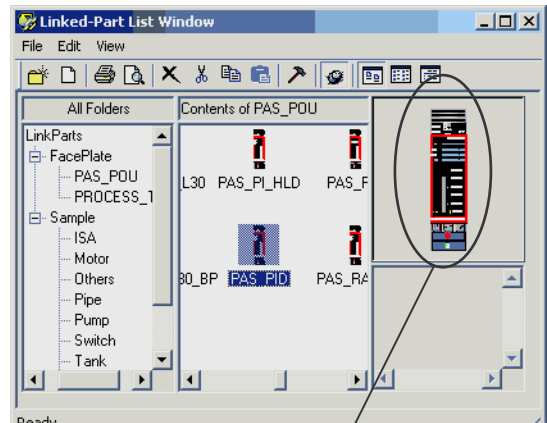 Linked-Part List Window
File Edit View
All Folders
Contents of PAS_POU
LinkParts
FacePlate
PAS_POU
PROCESS_T
Sample
ISA
Motor
Others
Pipe
Pump
Switch
Tank
.L30 PAS_PI_HLD PAS_F
30_BP PAS_PID PAS_RA
Ready